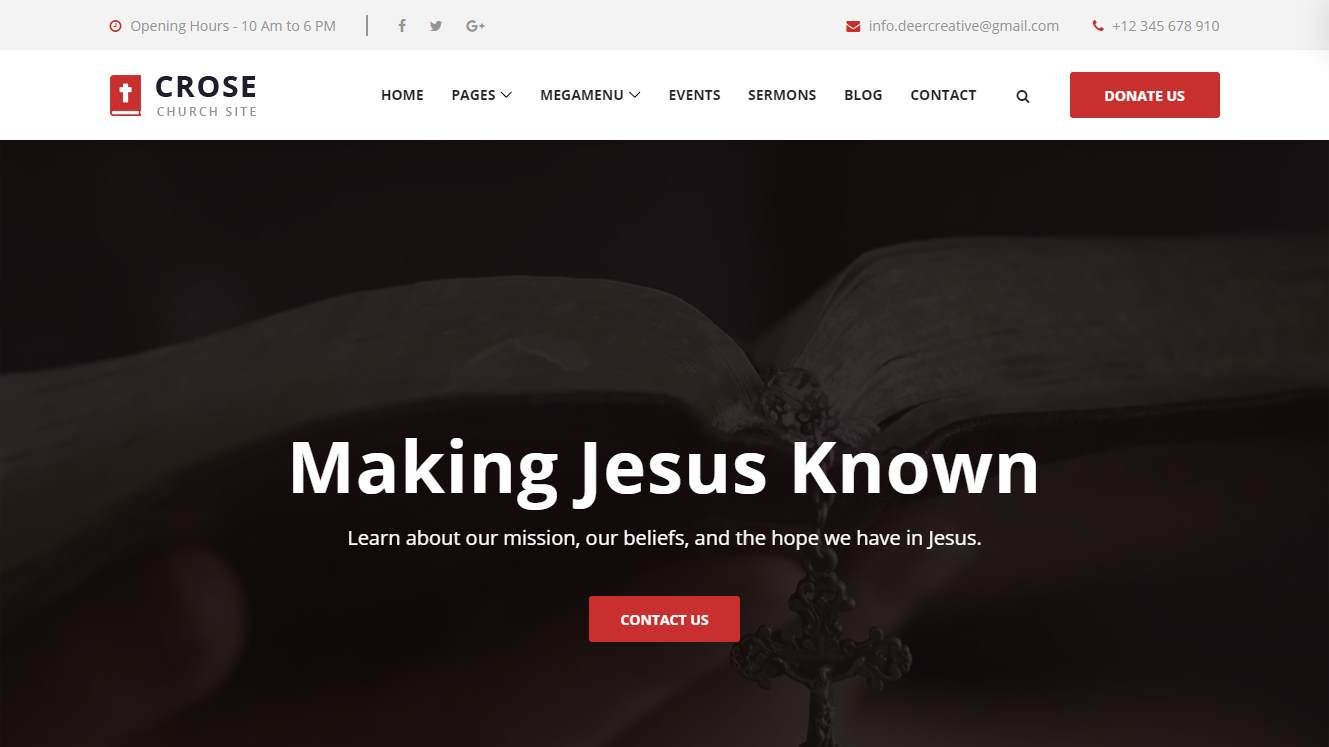 Opening Hours - 10 Am to 6 PM
info.deercreative@gmail.com
+12 345 678 910
CROSE
CHURCH SITE
HOME PAGES MEGAMENU EVENTS SERMONS BLOG CONTACT
DONATE US
Making Jesus Known
Learn about our mission, our beliefs, and the hope we have in Jesus.
CONTACT US